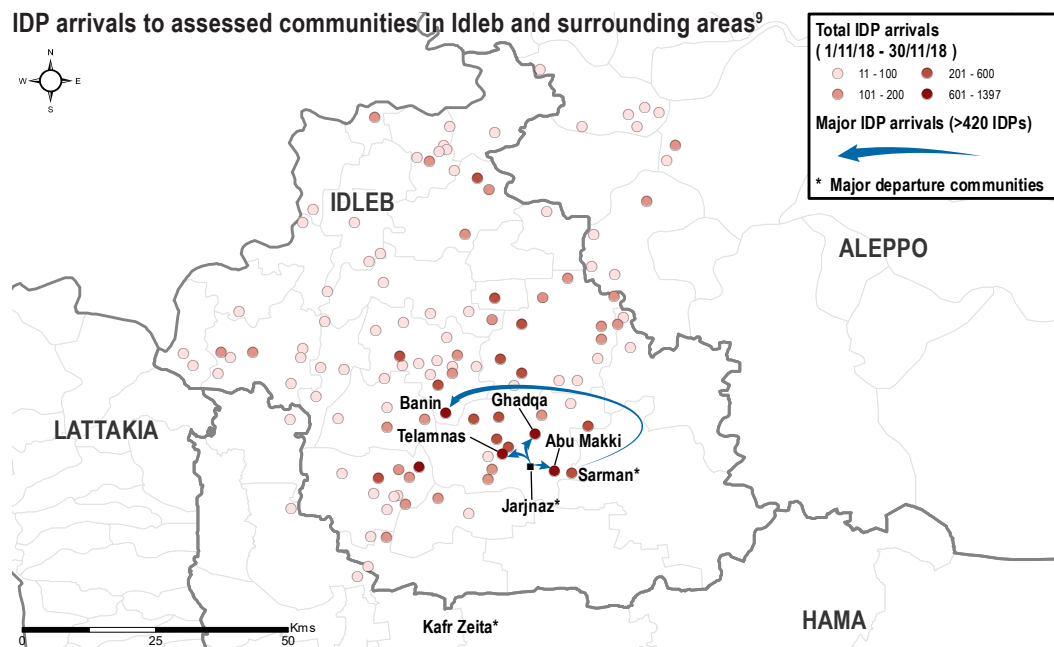 IDP arrivals to assessed communities in Idleb and surrounding areas⁹
N
W E
S
Total IDP arrivals
( 1/11/18 - 30/11/18 )
11 - 100 201 - 600
101 - 200 601 - 1397
Major IDP arrivals (>420 IDPs)
* Major departure communities
IDLEB
ALEPPO
Banin
Ghadqa
LATTAKIA
Telamnas
Abu Makki
Sarman*
Jarjnaz*
HAMA
Kafr Zeita*
Kms
0 25 50